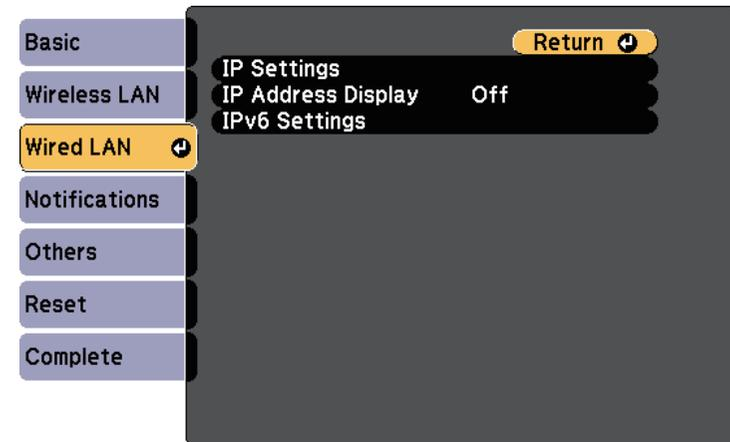 Basic
Wireless LAN
Wired LAN
Notifications
Others
Reset
Complete
Return
IP Settings
IP Address Display Off
IPv6 Settings